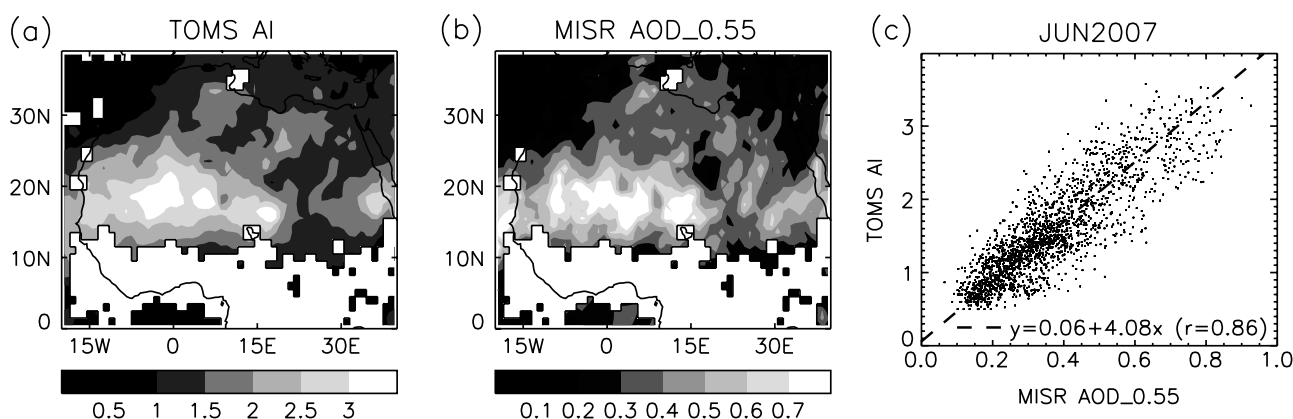 (a) TOMS AI
30N
20N
10N
0
15W 0 15E 30E
0.5 1 1.5 2 2.5 3
(b) MISR AOD_0.55
30N
20N
10N
0
15W 0 15E 30E
0.1 0.2 0.3 0.4 0.5 0.6 0.7
(c) JUN2007
TOMS AI
3
2
1
0
y=0.06+4.08x (r=0.86)
0.0 0.2 0.4 0.6 0.8 1.0
MISR AOD_0.55